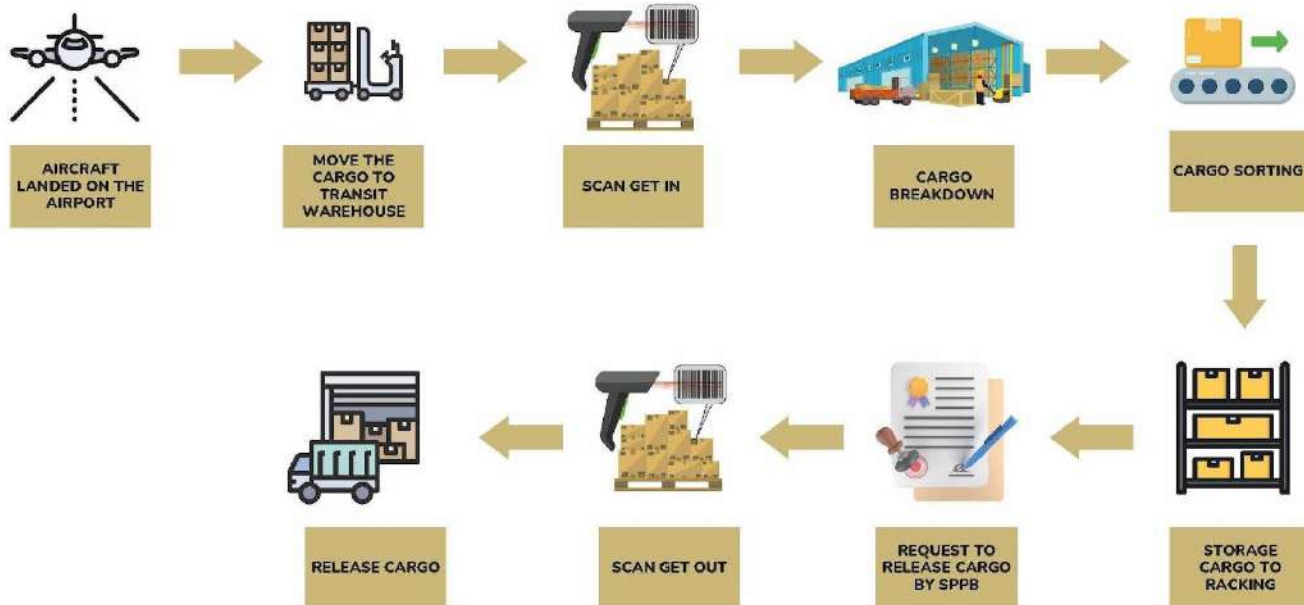 AIRCRAFT
LANDED ON THE
AIRPORT
MOVE THE
CARGO TO
TRANSIT
WAREHOUSE
SCAN GET IN
CARGO
BREAKDOWN
CARGO SORTING
STORAGE
CARGO TO
RACKING
REQUEST TO
RELEASE CARGO
BY SPPB
SCAN GET OUT
RELEASE CARGO